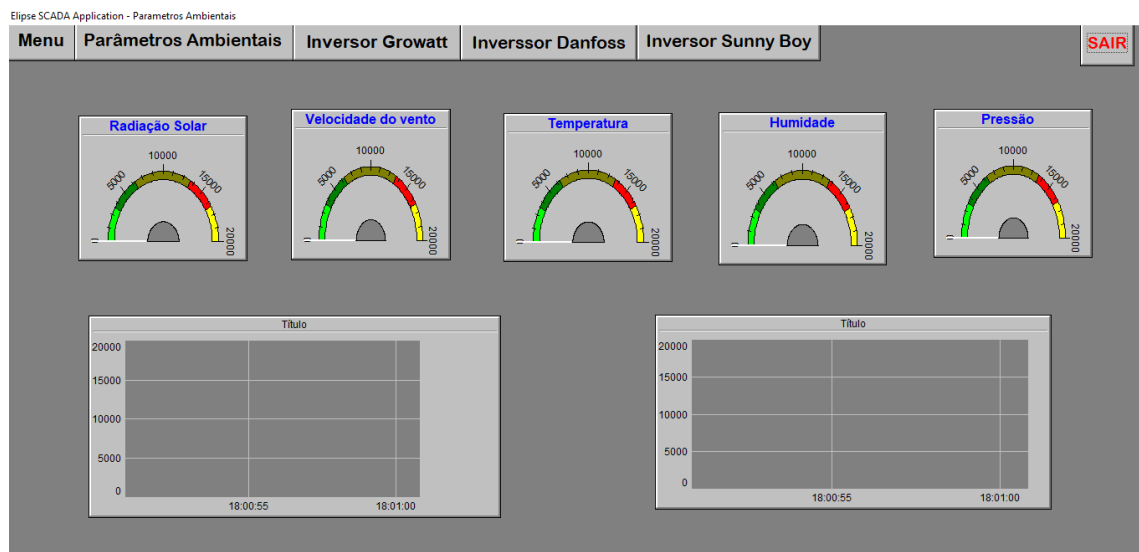 Elipse SCADA Application - Parametros Ambientais
Menu Parâmetros Ambientais Inversor Growatt Inverssor Danfoss Inversor Sunny Boy SAIR
Radiação Solar
0 5000 10000 15000 20000
Velocidade do vento
0 5000 10000 15000 20000
Temperatura
0 5000 10000 15000 20000
Humidade
0 5000 10000 15000 20000
Pressão
0 5000 10000 15000 20000
Título
20000
15000
10000
5000
0
18:00:55 18:01:00
Título
20000
15000
10000
5000
0
18:00:55 18:01:00